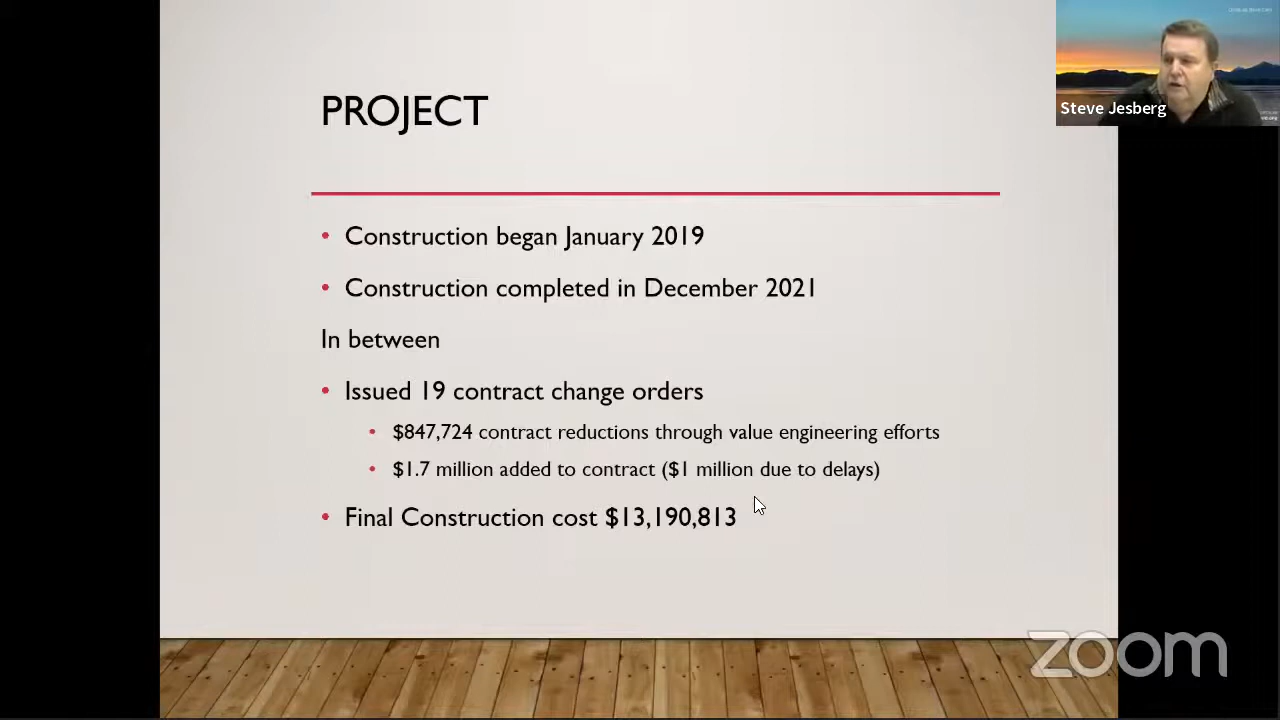 Steve Jesberg
PROJECT
• Construction began January 2019
• Construction completed in December 2021
In between
• Issued 19 contract change orders
• $847,724 contract reductions through value engineering efforts
• $1.7 million added to contract ($1 million due to delays)
• Final Construction cost $13,190,813
zoom